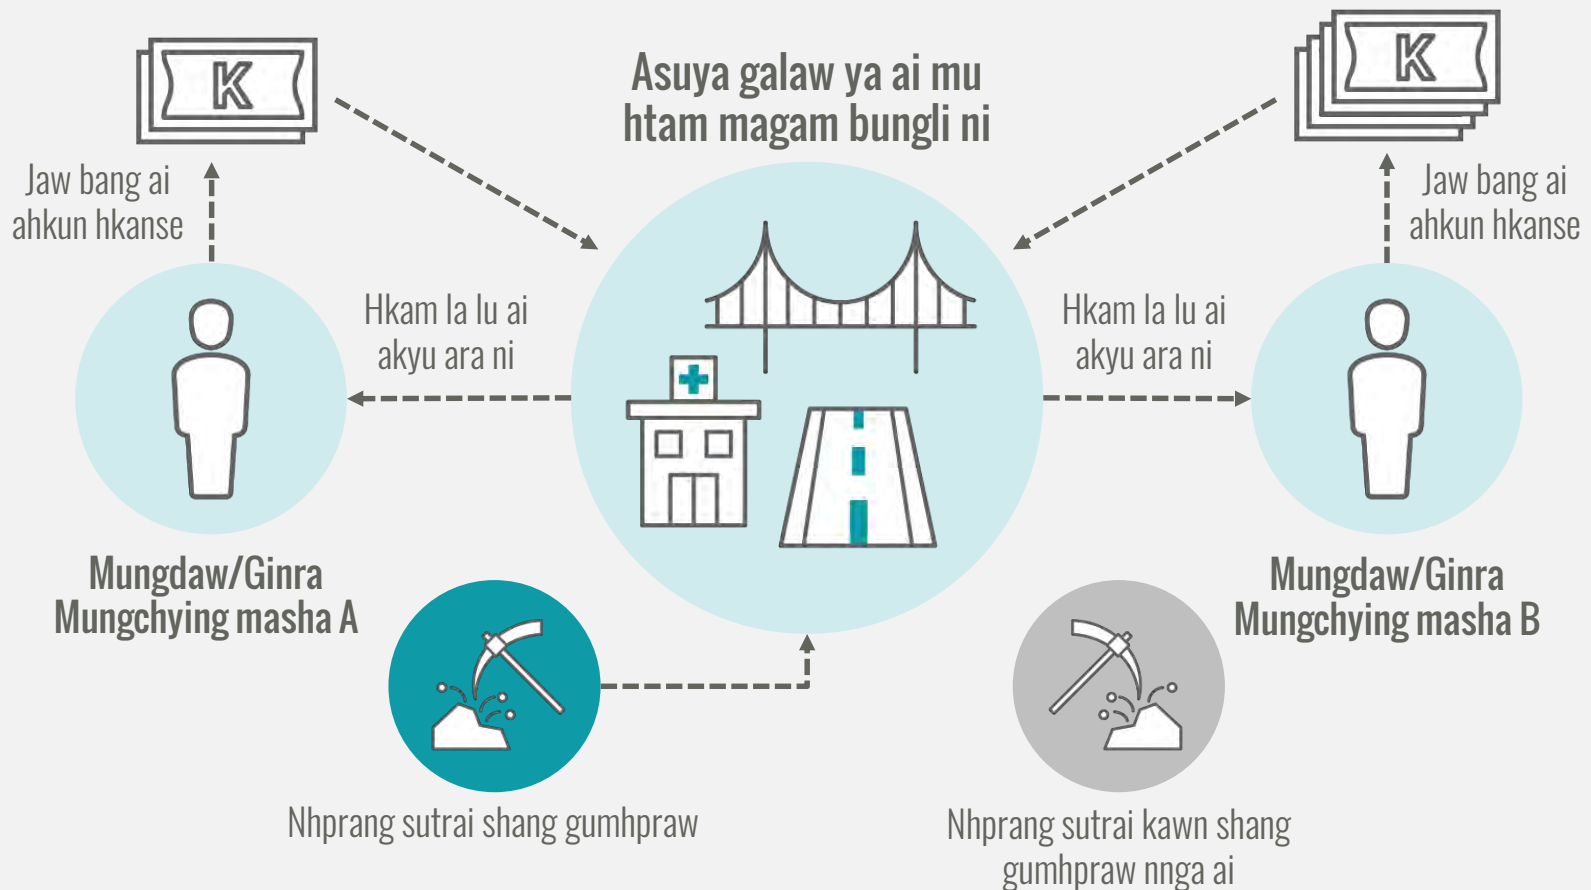 K
K
Asuya galaw ya ai mu
htam magam bungli ni
Jaw bang ai
ahkun hkanse
Jaw bang ai
ahkun hkanse
Hkam la lu ai
akyu ara ni
Hkam la lu ai
akyu ara ni
Mungdaw/Ginra
Mungchying masha A
Mungdaw/Ginra
Mungchying masha B
Nhprang sutrai shang gumhpraw
Nhprang sutrai kawn shang
gumhpraw nnga ai